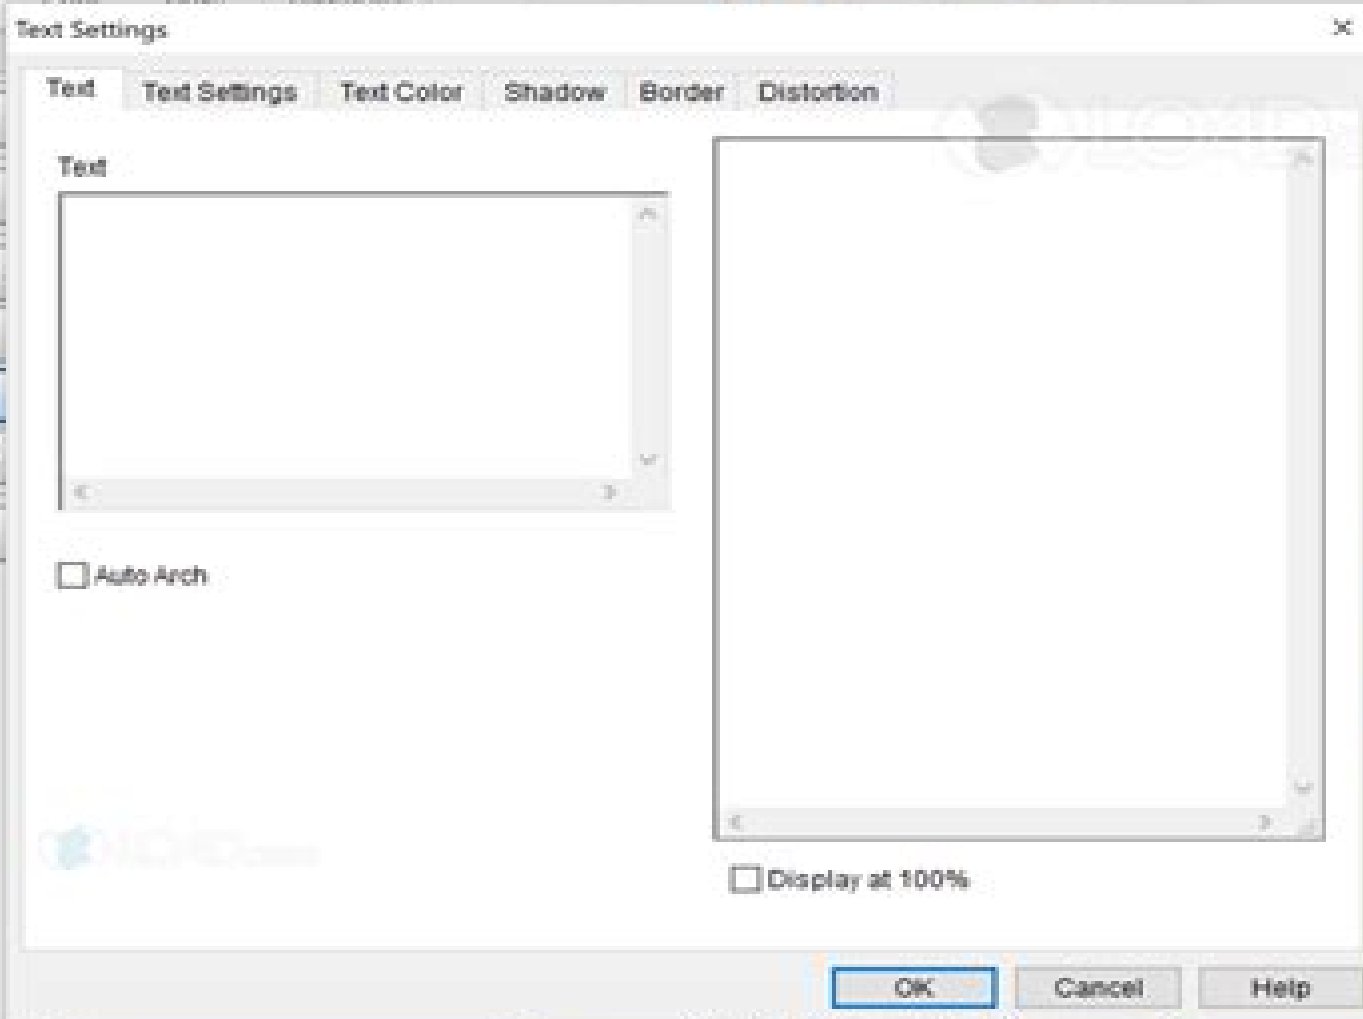 Text Settings
Text Text Settings Text Color Shadow Border Distortion
Text
Auto Arch
Display at 100%
OK Cancel Help